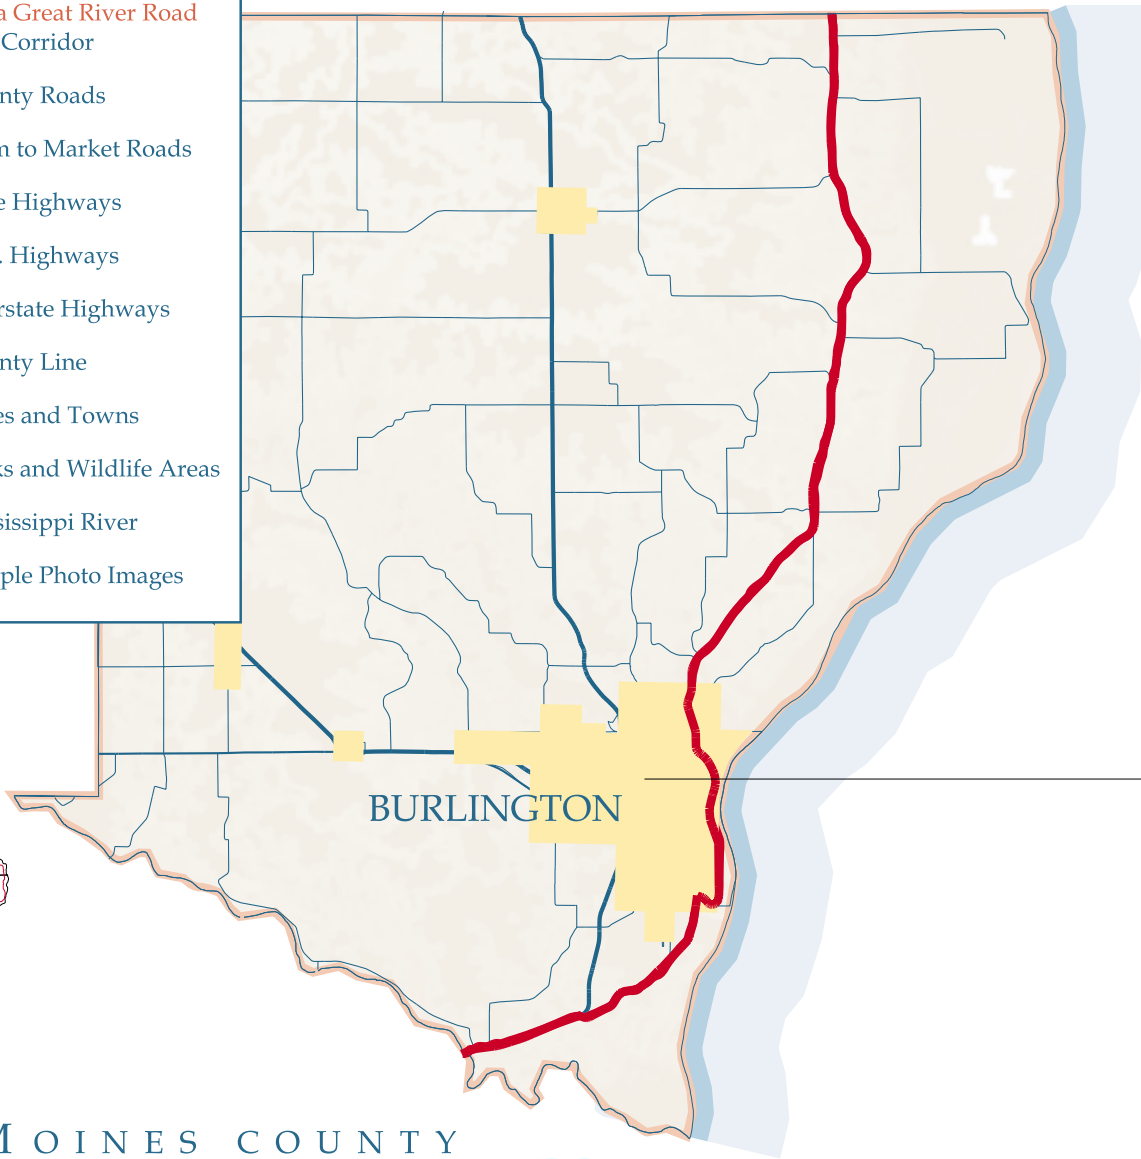 a Great River Road
Corridor
nty Roads
to Market Roads
Highways
. Highways
rstate Highways
nty Line
es and Towns
ks and Wildlife Areas
sissippi River
ple Photo Images
BURLINGTON
MOINES COUNTY